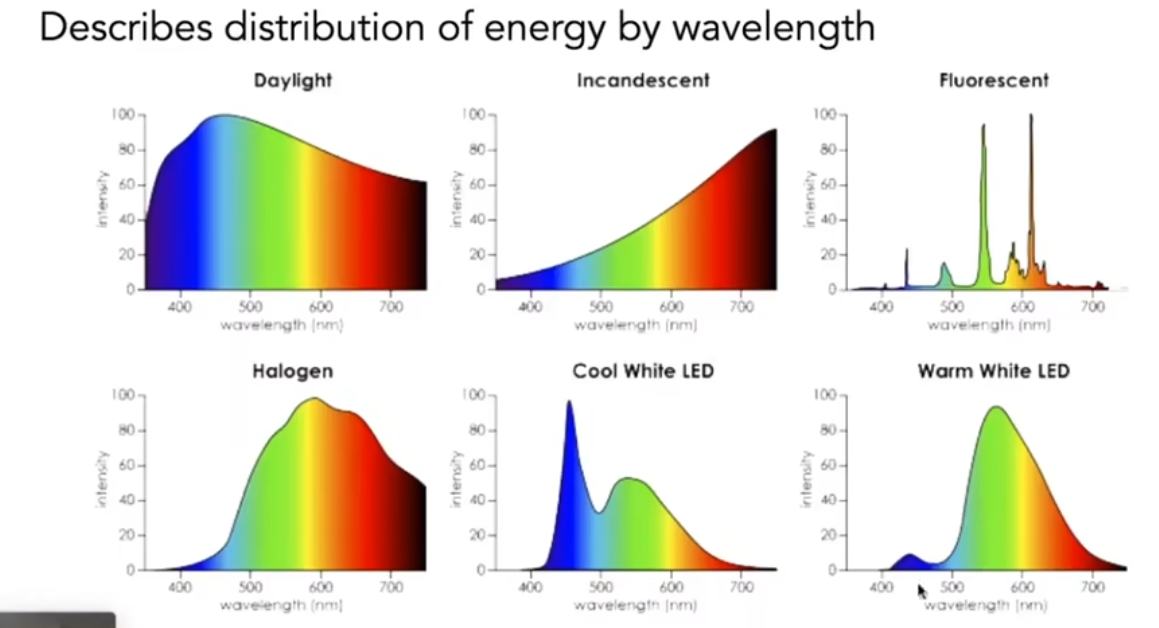 Describes distribution of energy by wavelength
Daylight
Incandescent
Fluorescent
100
80
60
40
20
0
intensity
400 500 600 700
wavelength (nm)
100
80
60
40
20
0
intensity
400 500 600 700
wavelength (nm)
100
80
60
40
20
0
intensity
400 500 600 700
wavelength (nm)
Halogen
Cool White LED
Warm White LED
100
80
60
40
20
0
intensity
400 500 600 700
wavelength (nm)
100
80
60
40
20
0
intensity
400 500 600 700
wavelength (nm)
100
80
60
40
20
0
intensity
400 500 600 700
wavelength (nm)